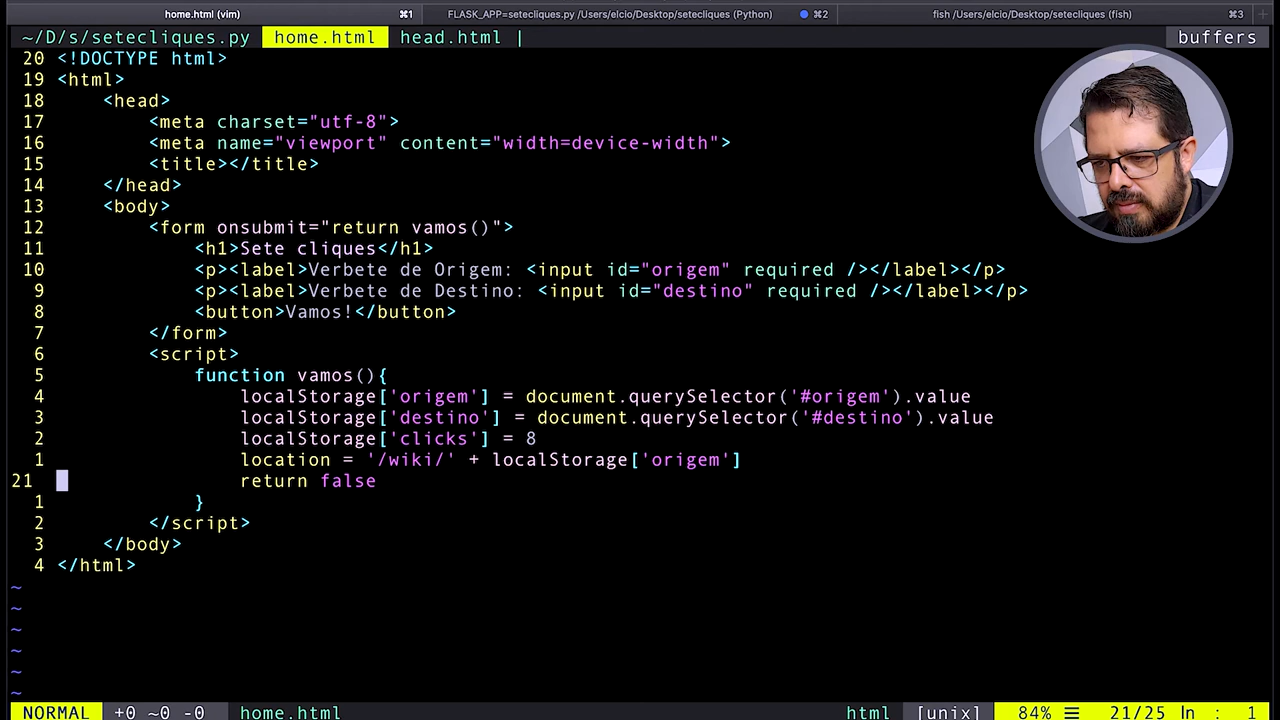 home.html (vim) ⌘1 FLASK_APP=setecliques.py /Users/elcio/Desktop/setecliques (Python) ⌘2 fish /Users/elcio/Desktop/setecliques (fish) ⌘3 +
~/D/s/setecliques.py home.html head.html | buffers
20 <!DOCTYPE html>
19 <html>
18     <head>
17         <meta charset="utf-8">
16         <meta name="viewport" content="width=device-width">
15         <title></title>
14     </head>
13     <body>
12         <form onsubmit="return vamos()">
11             <h1>Sete cliques</h1>
10             <p><label>Verbete de Origem: <input id="origem" required /></label></p>
9             <p><label>Verbete de Destino: <input id="destino" required /></label></p>
8             <button>Vamos!</button>
7         </form>
6         <script>
5             function vamos(){
4                 localStorage['origem'] = document.querySelector('#origem').value
3                 localStorage['destino'] = document.querySelector('#destino').value
2                 localStorage['clicks'] = 8
1                 location = '/wiki/' + localStorage['origem']
21                 return false
1             }
2         </script>
3     </body>
4 </html>
~
~
~
~
~
~
NORMAL +0 ~0 -0 home.html html [unix] 84% ☰ 21/25 ln : 1